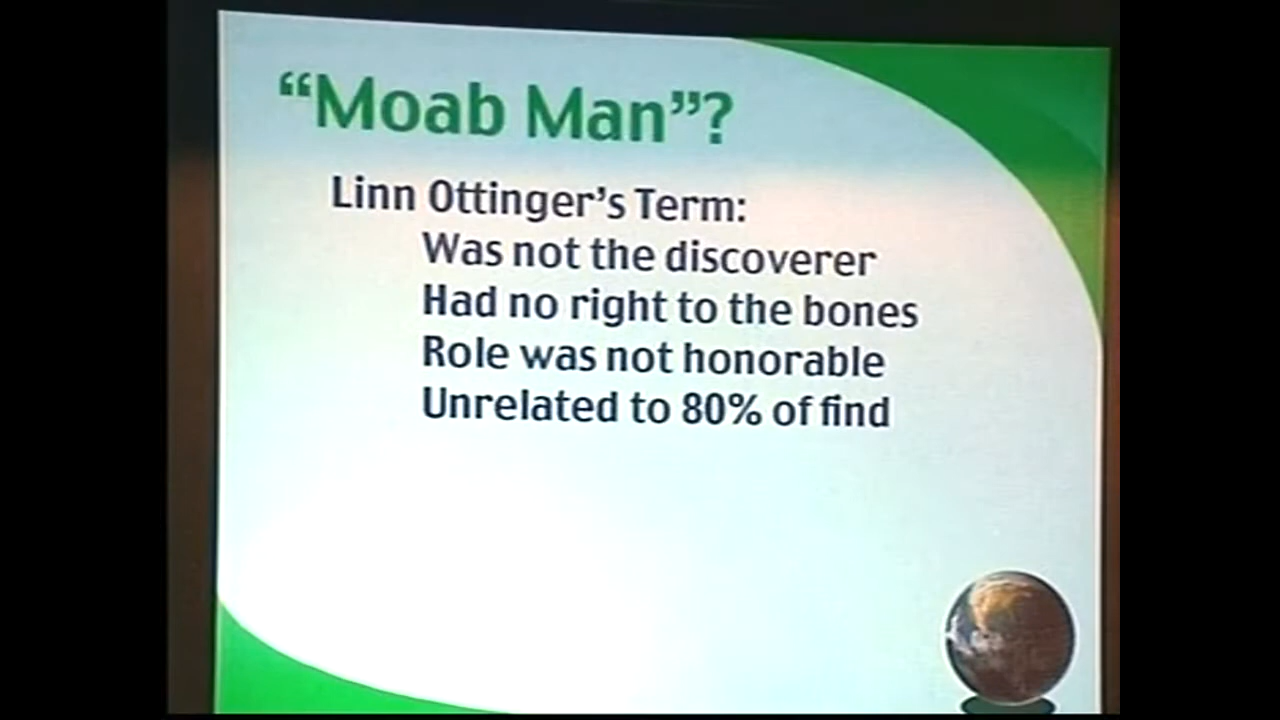 “Moab Man”?
Linn Ottinger’s Term:
Was not the discoverer
Had no right to the bones
Role was not honorable
Unrelated to 80% of find